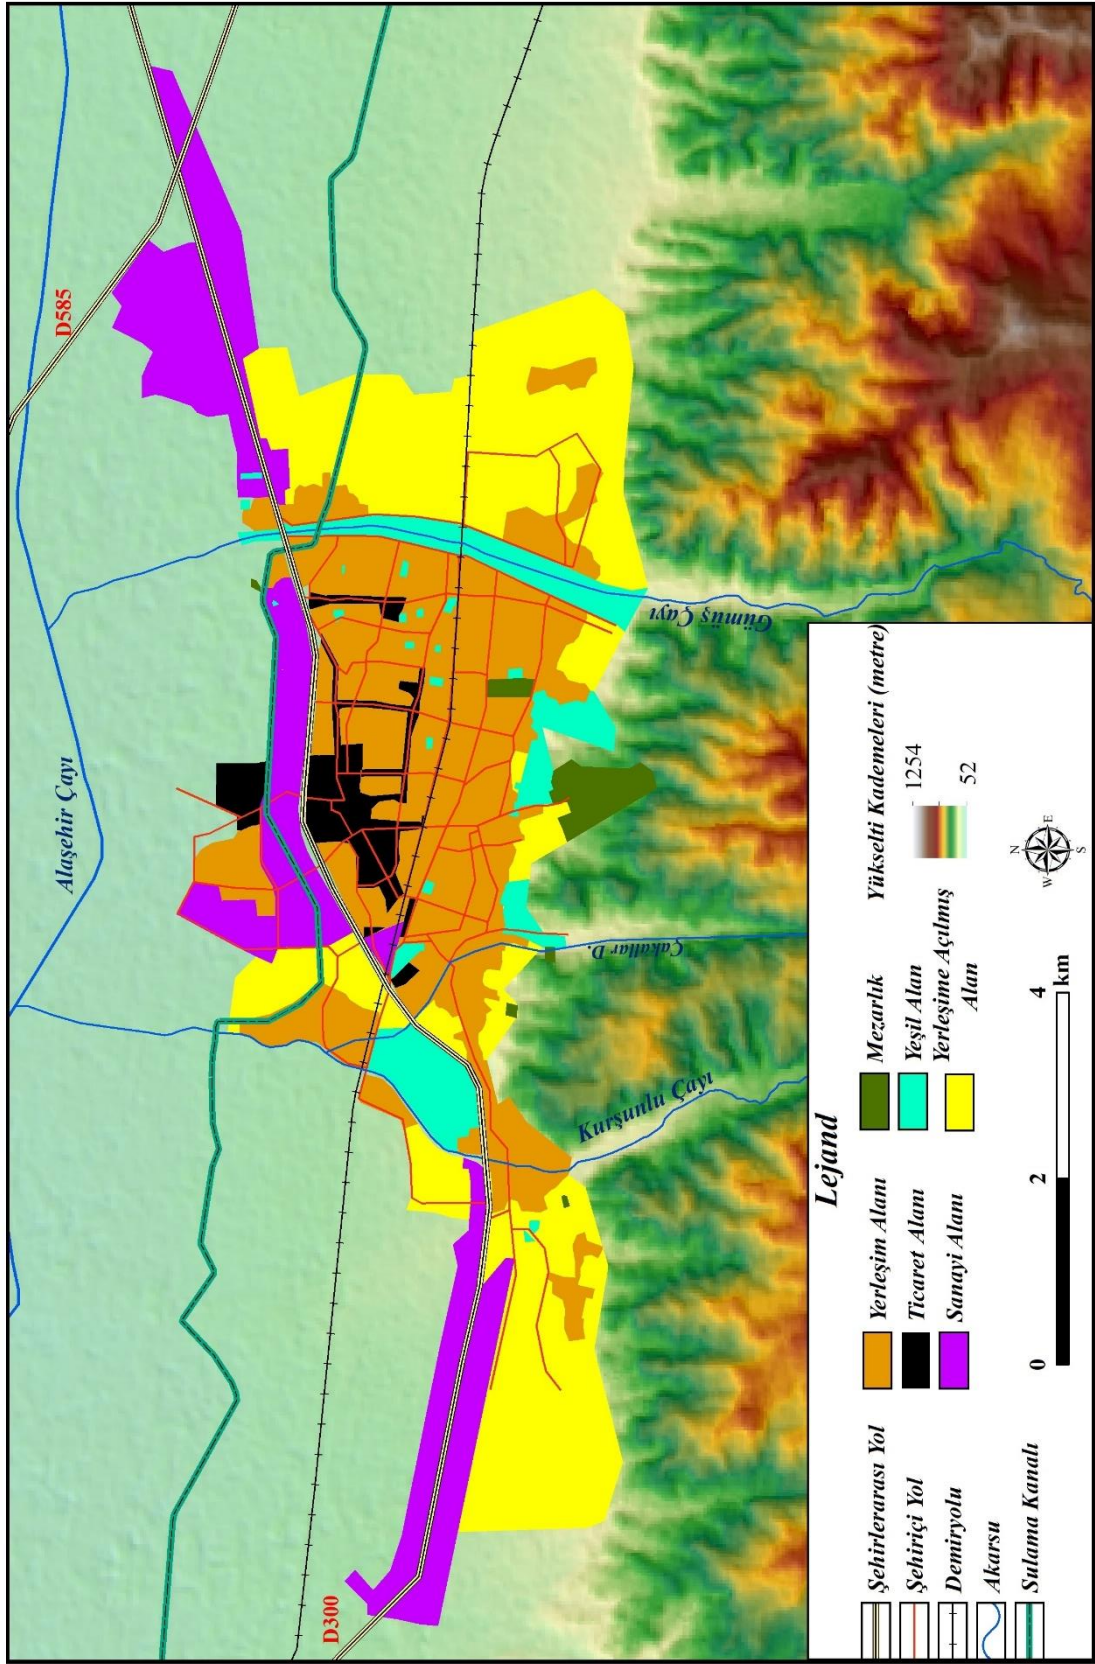 D585
Alaşehir Çayı
D300
Gümüş Çayı
Çakallar D.
Kurşunlu Çayı
Lejand
Şehirlerarası Yol
Şehiriçi Yol
Demiryolu
Akarsu
Sulama Kanalı
Yerleşim Alanı
Ticaret Alanı
Sanayi Alanı
Mezarlık
Yeşil Alan
Yerleşime Açılmış
Alan
Yükselti Kademeleri (metre)
1254
52
N
W
E
S
0
2
4
km